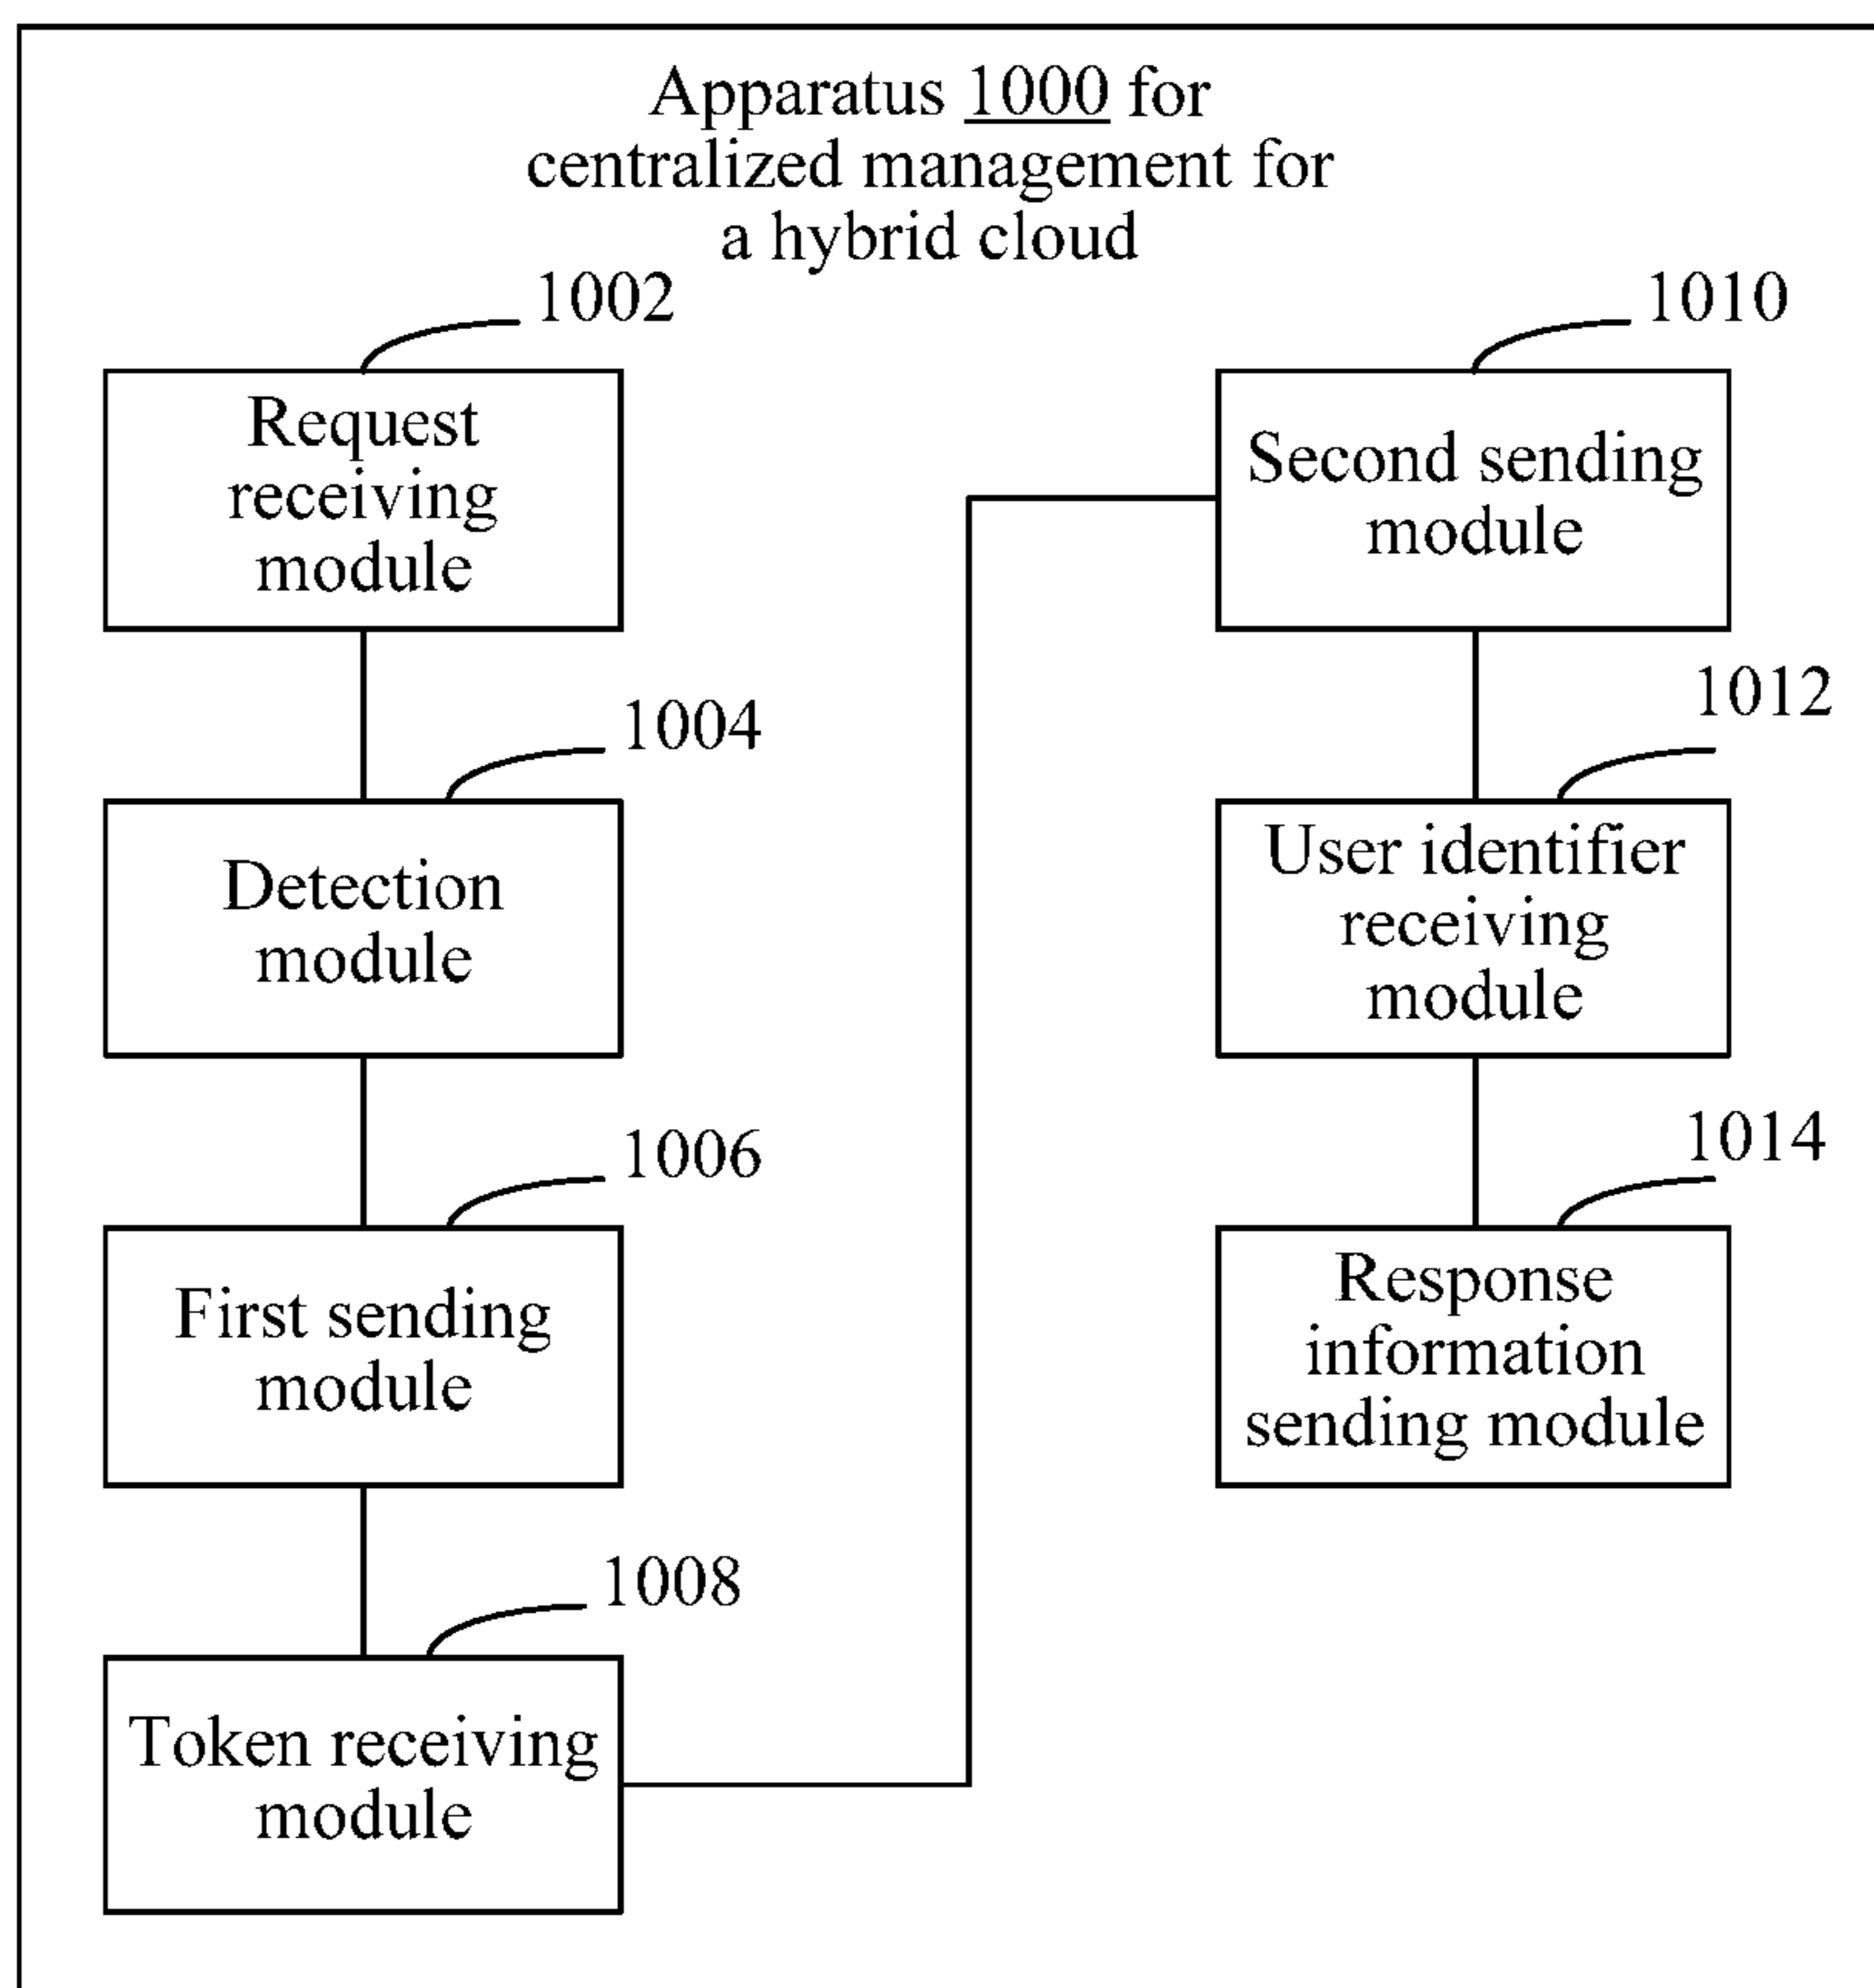 Apparatus 1000 for
centralized management for
a hybrid cloud
1002
Request
receiving
module
1004
Detection
module
1006
First sending
module
1008
Token receiving
module
1010
Second sending
module
1012
User identifier
receiving
module
1014
Response
information
sending module